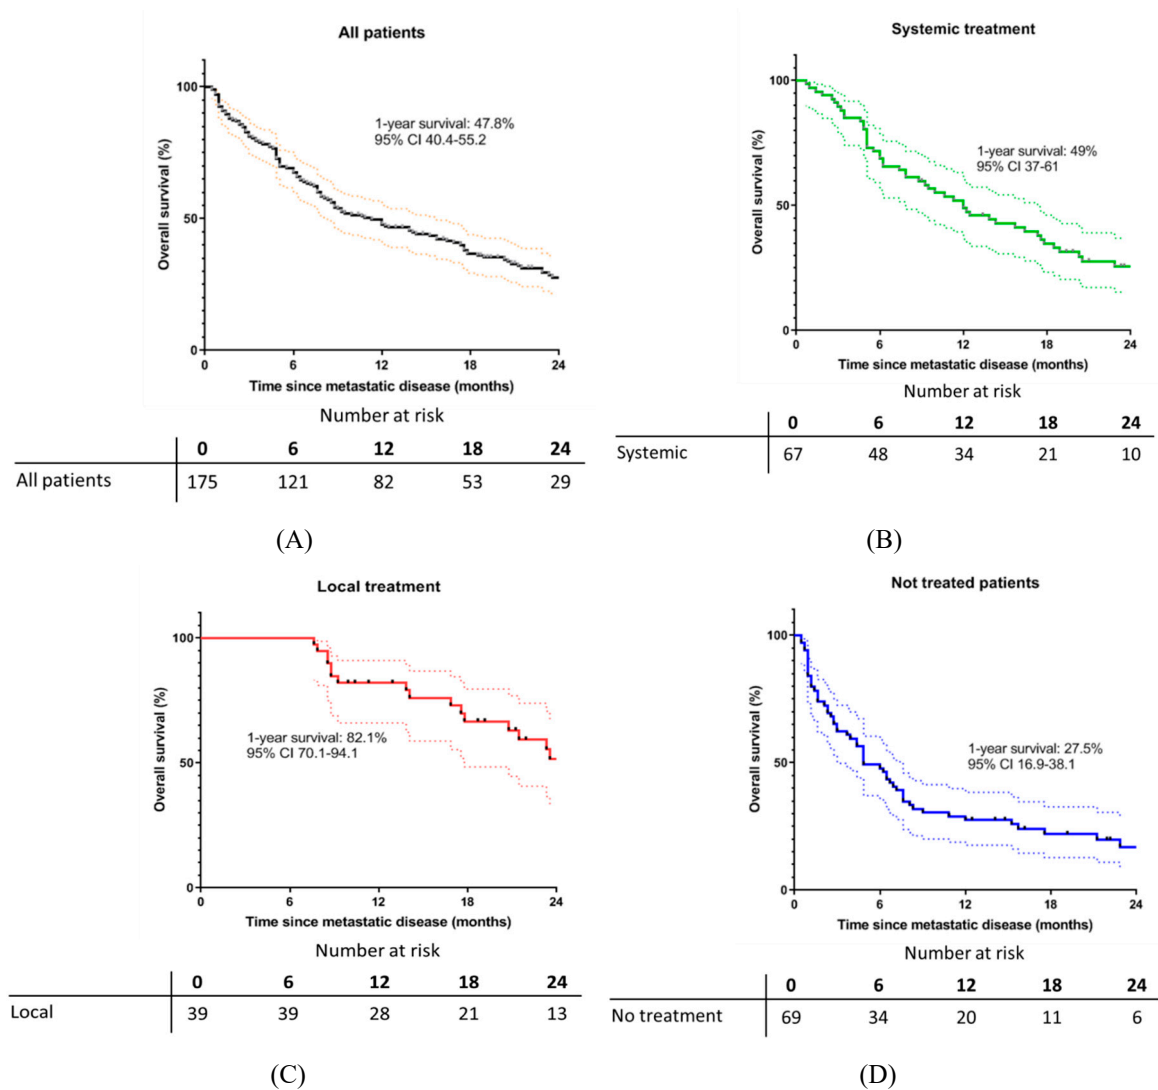 All patients
Overall survival (%)
100
50
0
1-year survival: 47.8%
95% CI 40.4-55.2
0 6 12 18 24
Time since metastatic disease (months)
Number at risk
0 6 12 18 24
All patients 175 121 82 53 29
(A)
Systemic treatment
Overall survival (%)
100
50
0
1-year survival: 49%
95% CI 37-61
0 6 12 18 24
Time since metastatic disease (months)
Number at risk
0 6 12 18 24
Systemic 67 48 34 21 10
(B)
Local treatment
Overall survival (%)
100
50
0
1-year survival: 82.1%
95% CI 70.1-94.1
0 6 12 18 24
Time since metastatic disease (months)
Number at risk
0 6 12 18 24
Local 39 39 28 21 13
(C)
Not treated patients
Overall survival (%)
100
50
0
1-year survival: 27.5%
95% CI 16.9-38.1
0 6 12 18 24
Time since metastatic disease (months)
Number at risk
0 6 12 18 24
No treatment 69 34 20 11 6
(D)